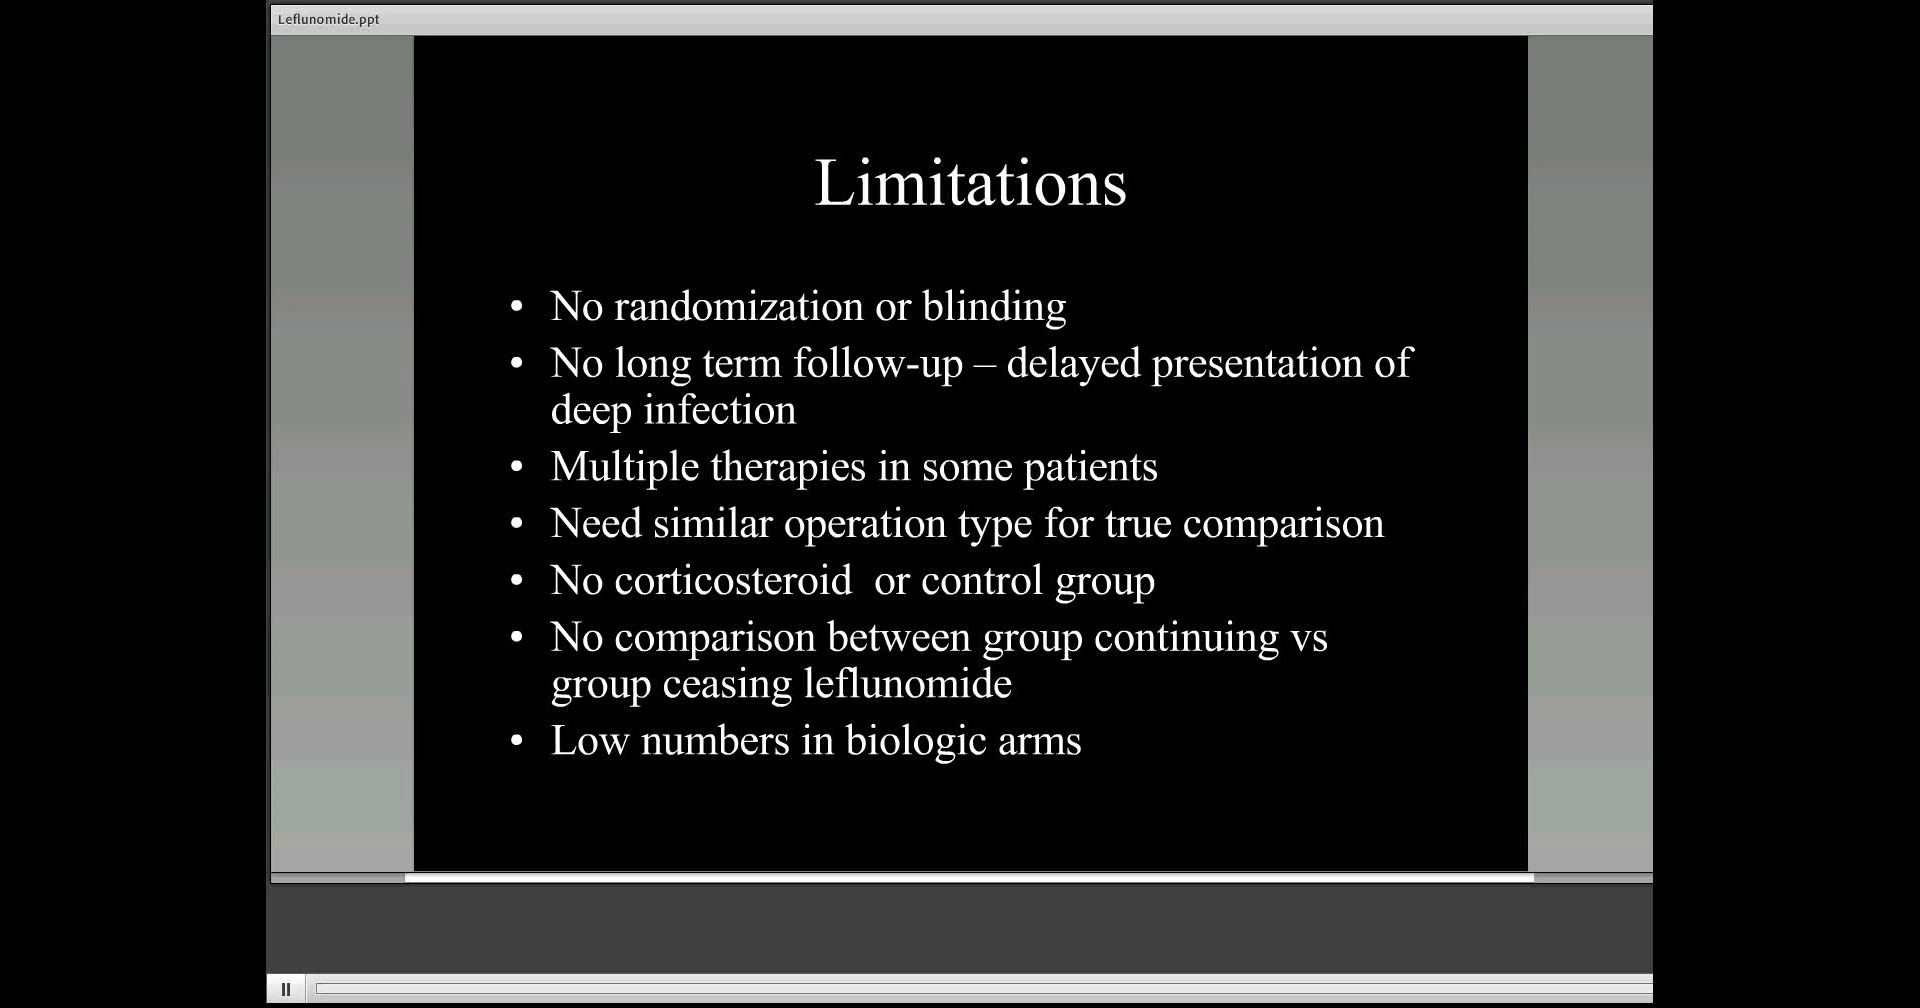 Leflunomide.ppt
Limitations
• No randomization or blinding
• No long term follow-up – delayed presentation of
deep infection
• Multiple therapies in some patients
• Need similar operation type for true comparison
• No corticosteroid  or control group
• No comparison between group continuing vs
group ceasing leflunomide
• Low numbers in biologic arms